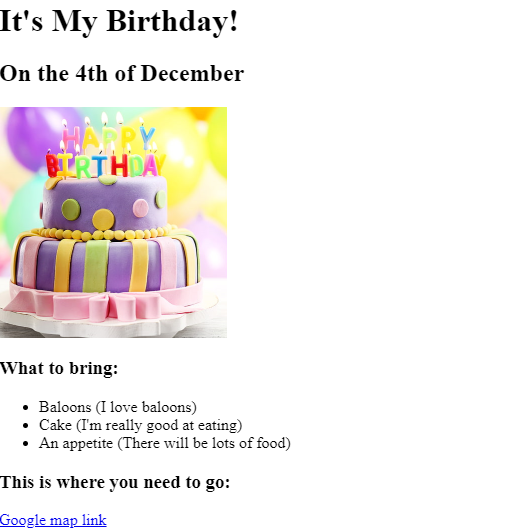 It's My Birthday!
On the 4th of December
HAPPY
BIRTHDAY
What to bring:
Baloons (I love baloons)
Cake (I'm really good at eating)
An appetite (There will be lots of food)
This is where you need to go:
Google map link